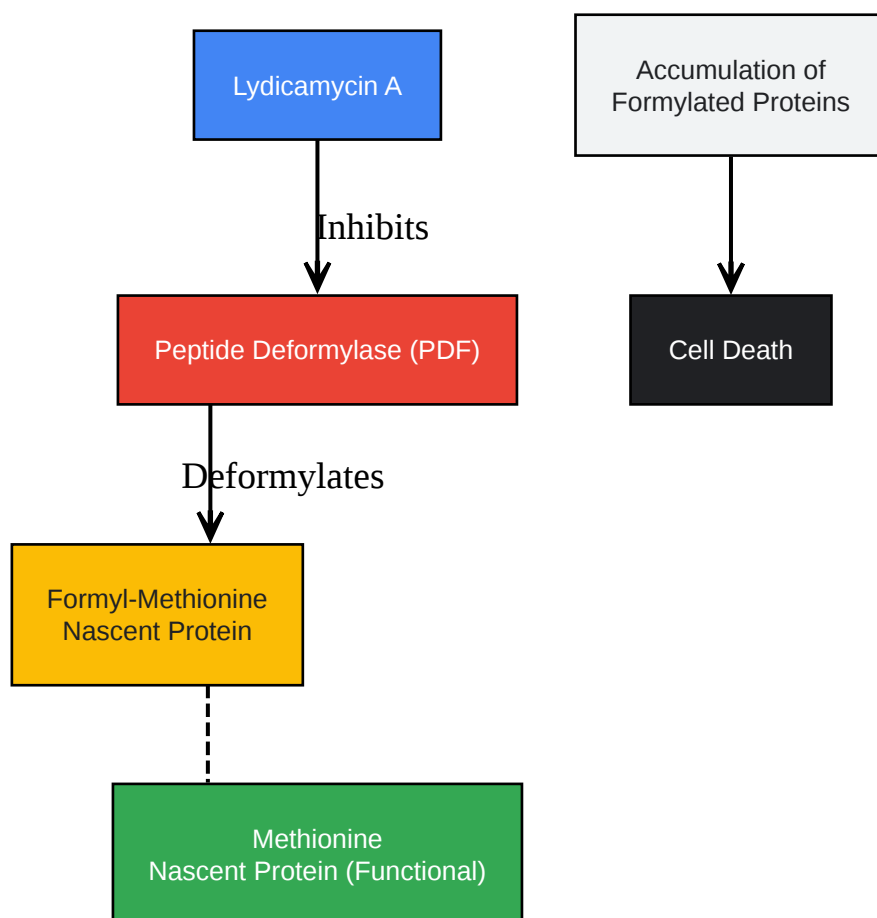 Lydicamycin A
Accumulation of
Formylated Proteins
Inhibits
Peptide Deformylase (PDF)
Cell Death
Deformylates
Formyl-Methionine
Nascent Protein
Methionine
Nascent Protein (Functional)